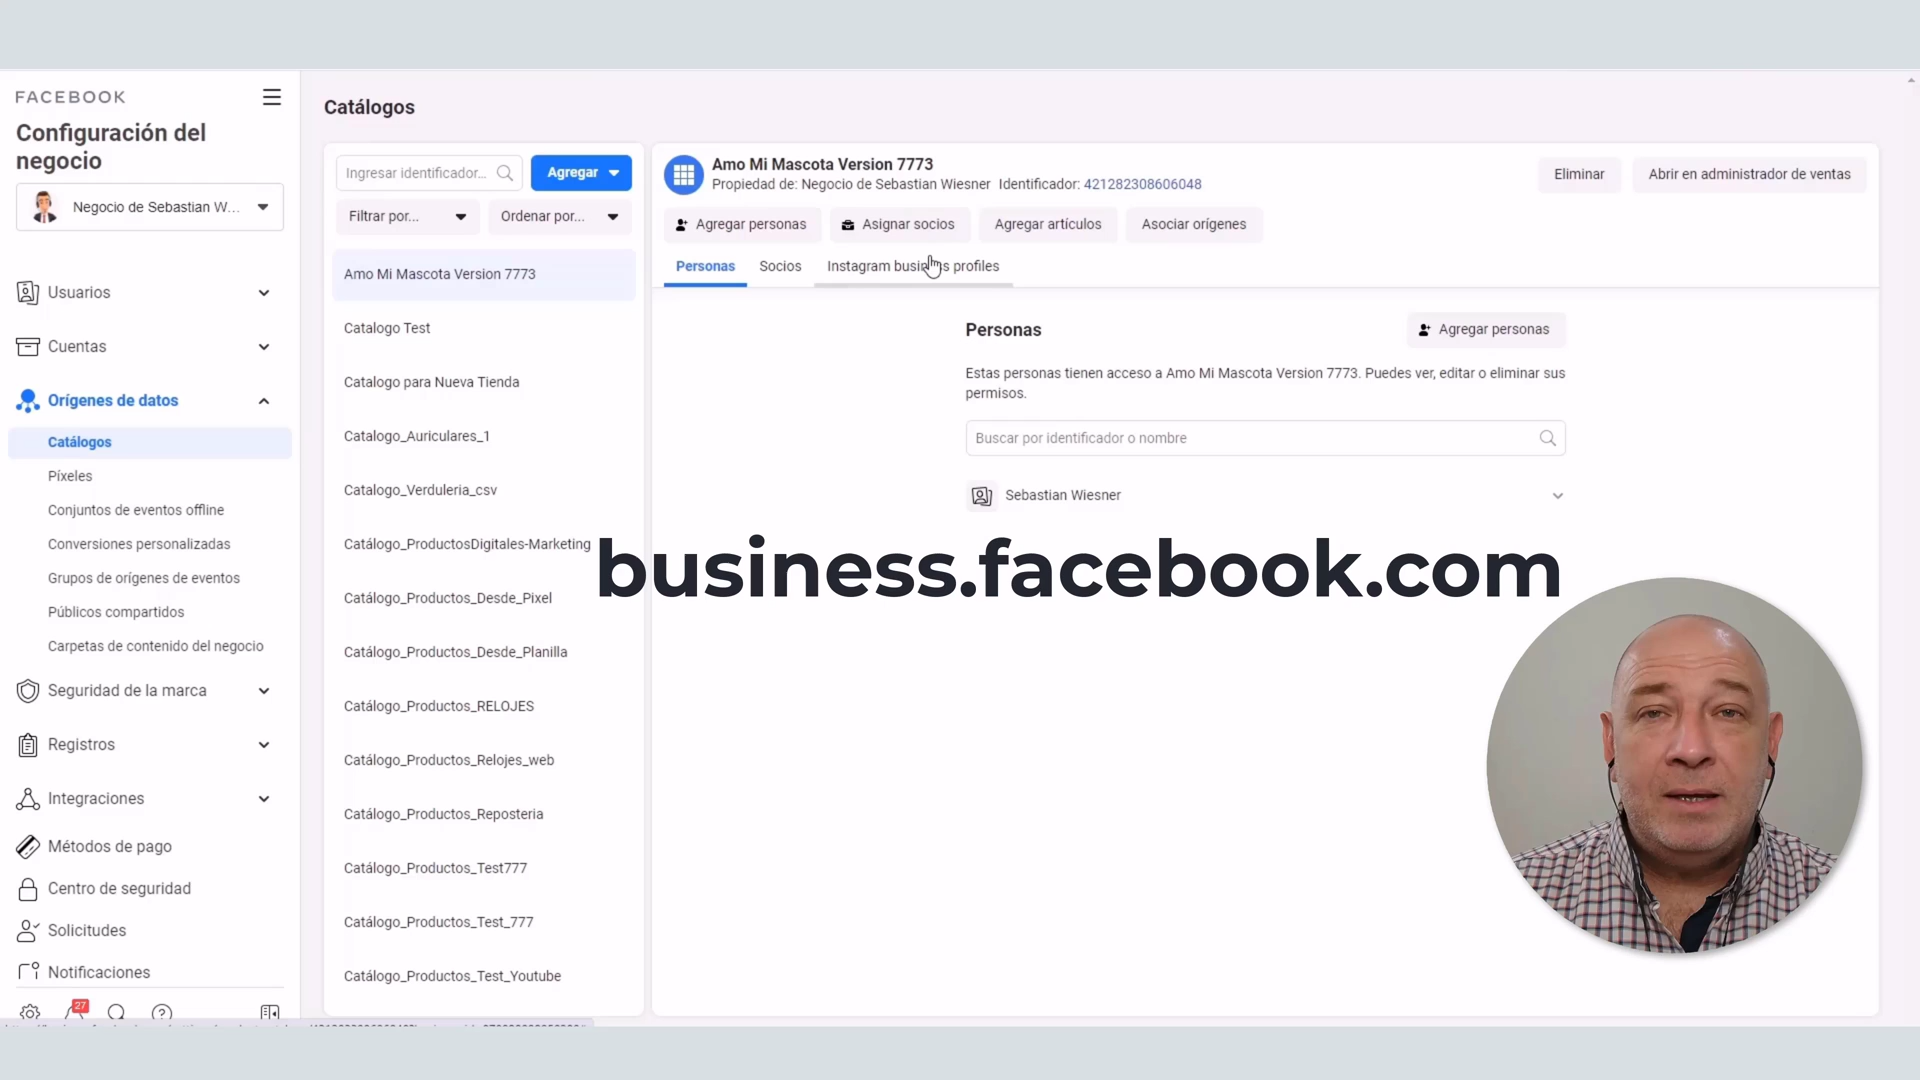 FACEBOOK
Configuración del
negocio
Negocio de Sebastian W...
Usuarios
Cuentas
Orígenes de datos
Catálogos
Píxeles
Conjuntos de eventos offline
Conversiones personalizadas
Grupos de orígenes de eventos
Públicos compartidos
Carpetas de contenido del negocio
Seguridad de la marca
Registros
Integraciones
Métodos de pago
Centro de seguridad
Solicitudes
Notificaciones
27
Catálogos
Ingresar identificador...
Agregar
Filtrar por...
Ordenar por...
Amo Mi Mascota Version 7773
Catalogo Test
Catalogo para Nueva Tienda
Catalogo_Auriculares_1
Catalogo_Verduleria_csv
Catálogo_ProductosDigitales-Marketing
Catálogo_Productos_Desde_Pixel
Catálogo_Productos_Desde_Planilla
Catálogo_Productos_RELOJES
Catálogo_Productos_Relojes_web
Catálogo_Productos_Reposteria
Catálogo_Productos_Test777
Catálogo_Productos_Test_777
Catálogo_Productos_Test_Youtube
Amo Mi Mascota Version 7773
Propiedad de: Negocio de Sebastian Wiesner Identificador: 421282308606048
Eliminar
Abrir en administrador de ventas
Agregar personas
Asignar socios
Agregar artículos
Asociar orígenes
Personas
Socios
Instagram business profiles
Personas
Agregar personas
Estas personas tienen acceso a Amo Mi Mascota Version 7773. Puedes ver, editar o eliminar sus
permisos.
Buscar por identificador o nombre
Sebastian Wiesner
business.facebook.com